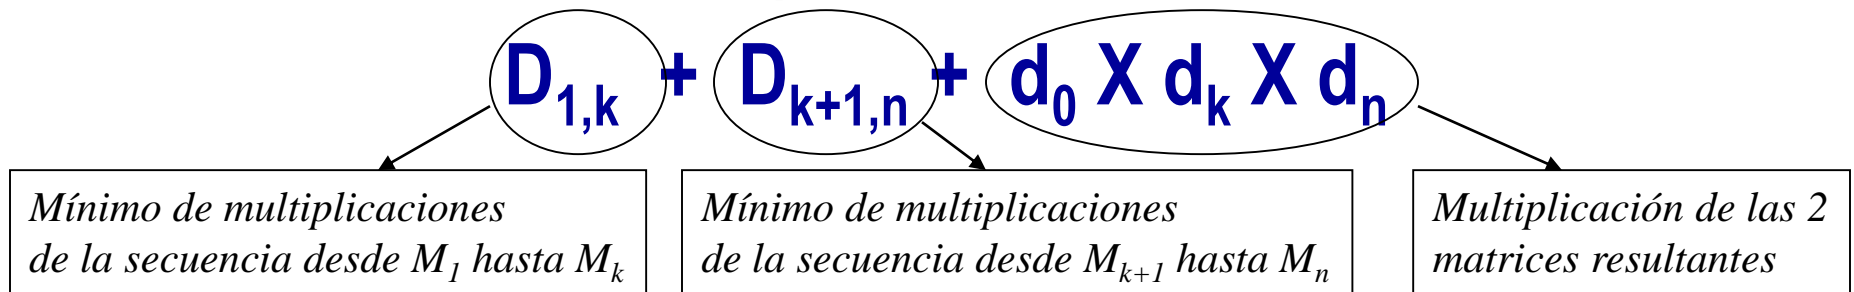 D₁,ₖ + Dₖ₊₁,ₙ + d₀ X dₖ X dₙ
Mínimo de multiplicaciones
de la secuencia desde M₁ hasta Mₖ
Mínimo de multiplicaciones
de la secuencia desde Mₖ₊₁ hasta Mₙ
Multiplicación de las 2
matrices resultantes